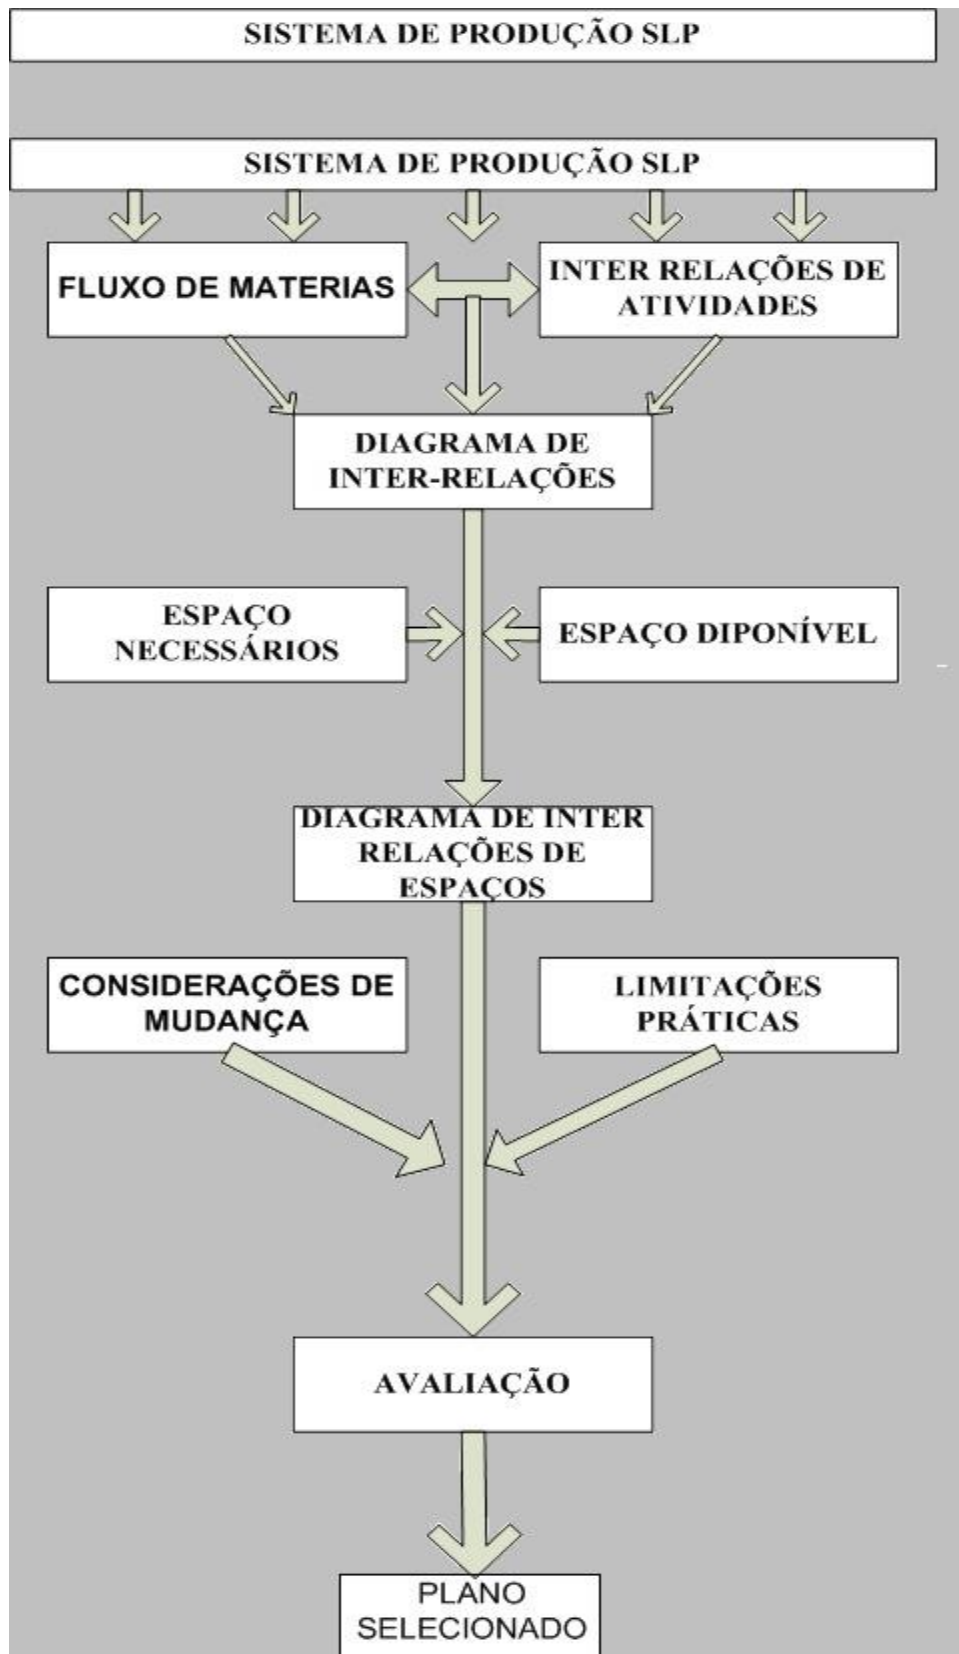 SISTEMA DE PRODUÇÃO SLP
SISTEMA DE PRODUÇÃO SLP
FLUXO DE MATERIAS
INTER RELAÇÕES DE
ATIVIDADES
DIAGRAMA DE
INTER-RELAÇÕES
ESPAÇO
NECESSÁRIOS
ESPAÇO DIPONÍVEL
DIAGRAMA DE INTER
RELAÇÕES DE
ESPAÇOS
CONSIDERAÇÕES DE
MUDANÇA
LIMITAÇÕES
PRÁTICAS
AVALIAÇÃO
PLANO
SELECIONADO